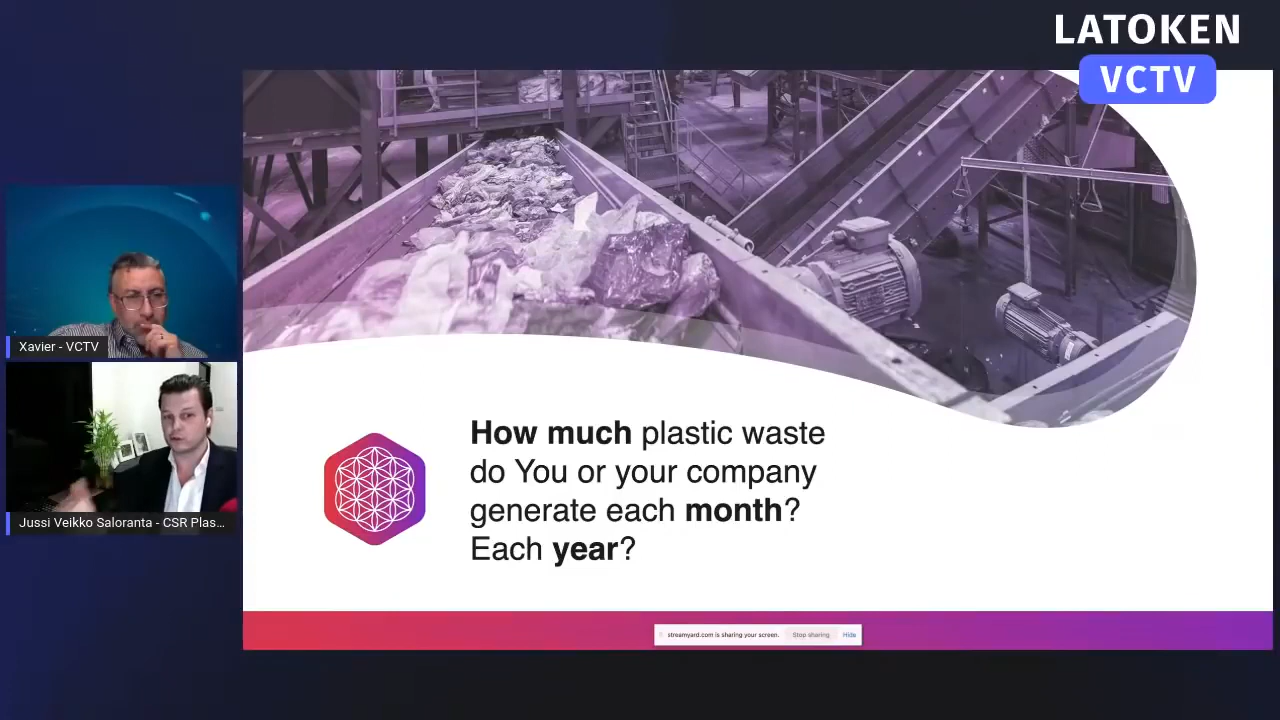 LATOKEN
VCTV
Xavier - VCTV
Jussi Veikko Saloranta - CSR Plas...
How much plastic waste
do You or your company
generate each month?
Each year?
streamyard.com is sharing your screen.
Stop sharing
Hide